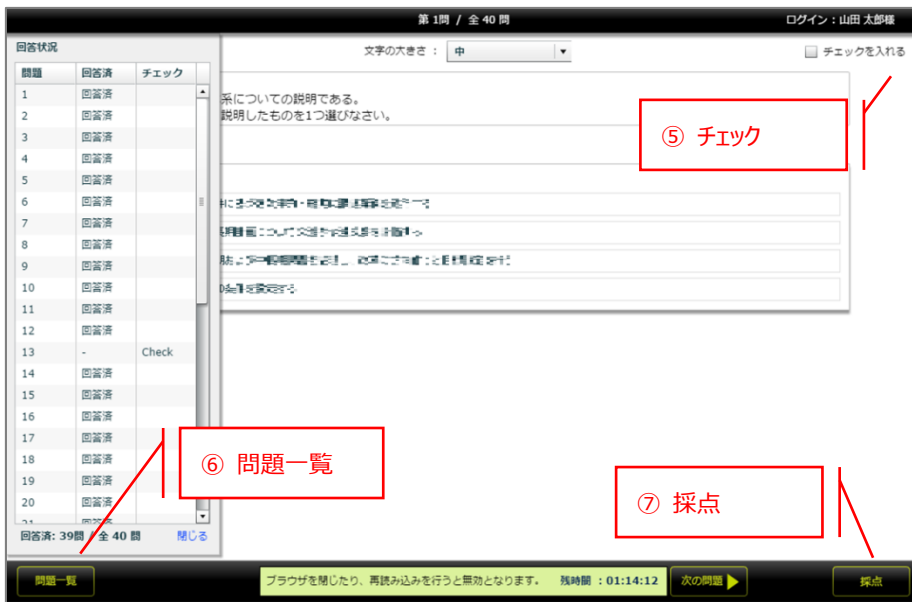 第 1問 / 全 40 問
ログイン：山田 太郎様
回答状況
文字の大きさ ： 中
チェックを入れる
問題 回答済 チェック
1 回答済
2 回答済
3 回答済
4 回答済
5 回答済
6 回答済
7 回答済
8 回答済
9 回答済
10 回答済
11 回答済
12 回答済
13 - Check
14 回答済
15 回答済
16 回答済
17 回答済
18 回答済
19 回答済
20 回答済
系についての説明である。
説明したものを1つ選びなさい。
⑤ チェック
⑥ 問題一覧
⑦ 採点
回答済: 39問 / 全 40 問 閉じる
問題一覧
ブラウザを閉じたり、再読み込みを行うと無効となります。 残時間 ：01:14:12
次の問題
採点